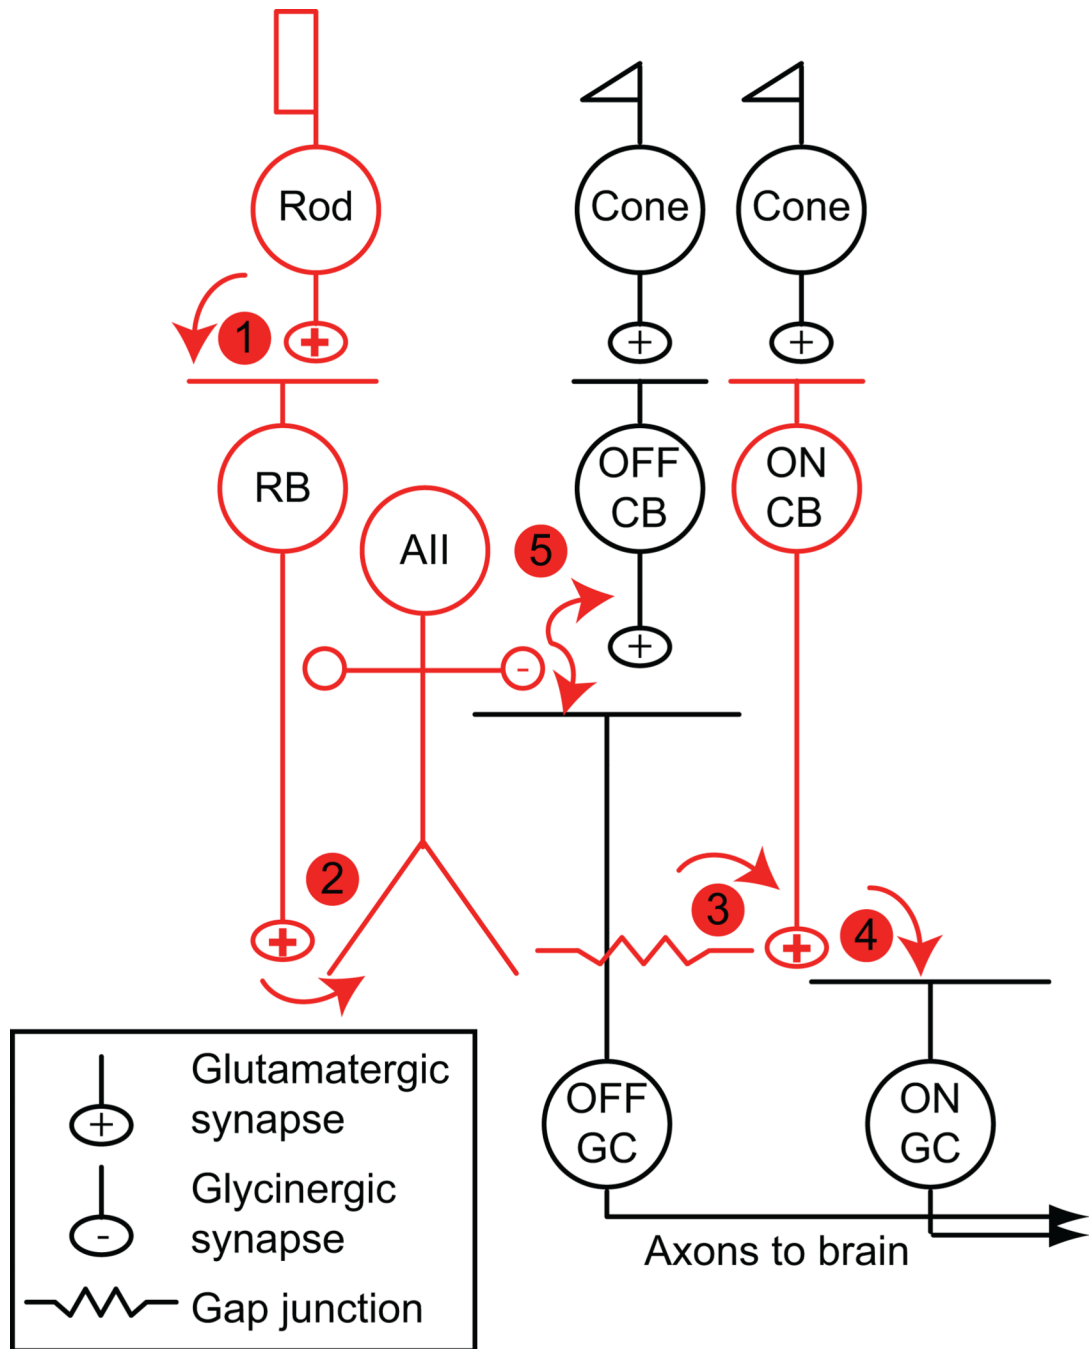 Rod
Cone
Cone
1
+
+
+
RB
AII
5
OFF
CB
ON
CB
+
-
2
+
3
+
4
OFF
GC
ON
GC
Axons to brain
+
Glutamatergic
synapse
-
Glycinergic
synapse
Gap junction